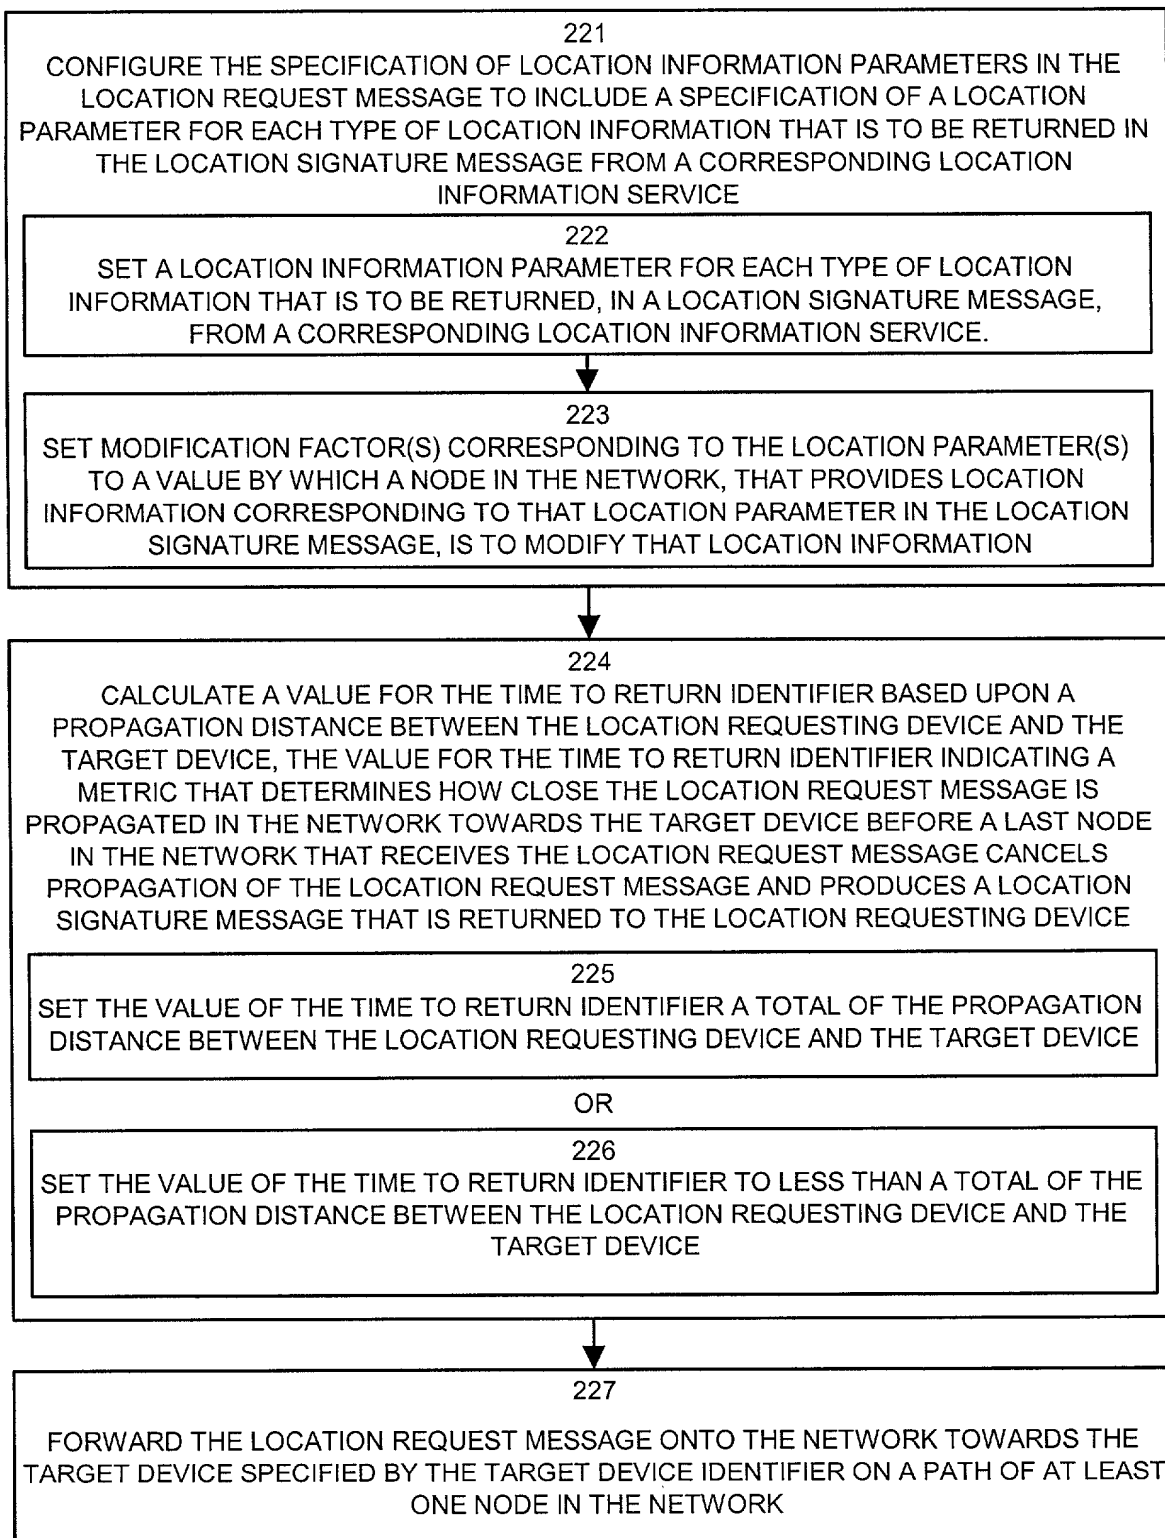 221
CONFIGURE THE SPECIFICATION OF LOCATION INFORMATION PARAMETERS IN THE
LOCATION REQUEST MESSAGE TO INCLUDE A SPECIFICATION OF A LOCATION
PARAMETER FOR EACH TYPE OF LOCATION INFORMATION THAT IS TO BE RETURNED IN
THE LOCATION SIGNATURE MESSAGE FROM A CORRESPONDING LOCATION
INFORMATION SERVICE
222
SET A LOCATION INFORMATION PARAMETER FOR EACH TYPE OF LOCATION
INFORMATION THAT IS TO BE RETURNED, IN A LOCATION SIGNATURE MESSAGE,
FROM A CORRESPONDING LOCATION INFORMATION SERVICE.
223
SET MODIFICATION FACTOR(S) CORRESPONDING TO THE LOCATION PARAMETER(S)
TO A VALUE BY WHICH A NODE IN THE NETWORK, THAT PROVIDES LOCATION
INFORMATION CORRESPONDING TO THAT LOCATION PARAMETER IN THE LOCATION
SIGNATURE MESSAGE, IS TO MODIFY THAT LOCATION INFORMATION
224
CALCULATE A VALUE FOR THE TIME TO RETURN IDENTIFIER BASED UPON A
PROPAGATION DISTANCE BETWEEN THE LOCATION REQUESTING DEVICE AND THE
TARGET DEVICE, THE VALUE FOR THE TIME TO RETURN IDENTIFIER INDICATING A
METRIC THAT DETERMINES HOW CLOSE THE LOCATION REQUEST MESSAGE IS
PROPAGATED IN THE NETWORK TOWARDS THE TARGET DEVICE BEFORE A LAST NODE
IN THE NETWORK THAT RECEIVES THE LOCATION REQUEST MESSAGE CANCELS
PROPAGATION OF THE LOCATION REQUEST MESSAGE AND PRODUCES A LOCATION
SIGNATURE MESSAGE THAT IS RETURNED TO THE LOCATION REQUESTING DEVICE
225
SET THE VALUE OF THE TIME TO RETURN IDENTIFIER A TOTAL OF THE PROPAGATION
DISTANCE BETWEEN THE LOCATION REQUESTING DEVICE AND THE TARGET DEVICE
OR
226
SET THE VALUE OF THE TIME TO RETURN IDENTIFIER TO LESS THAN A TOTAL OF THE
PROPAGATION DISTANCE BETWEEN THE LOCATION REQUESTING DEVICE AND THE
TARGET DEVICE
227
FORWARD THE LOCATION REQUEST MESSAGE ONTO THE NETWORK TOWARDS THE
TARGET DEVICE SPECIFIED BY THE TARGET DEVICE IDENTIFIER ON A PATH OF AT LEAST
ONE NODE IN THE NETWORK